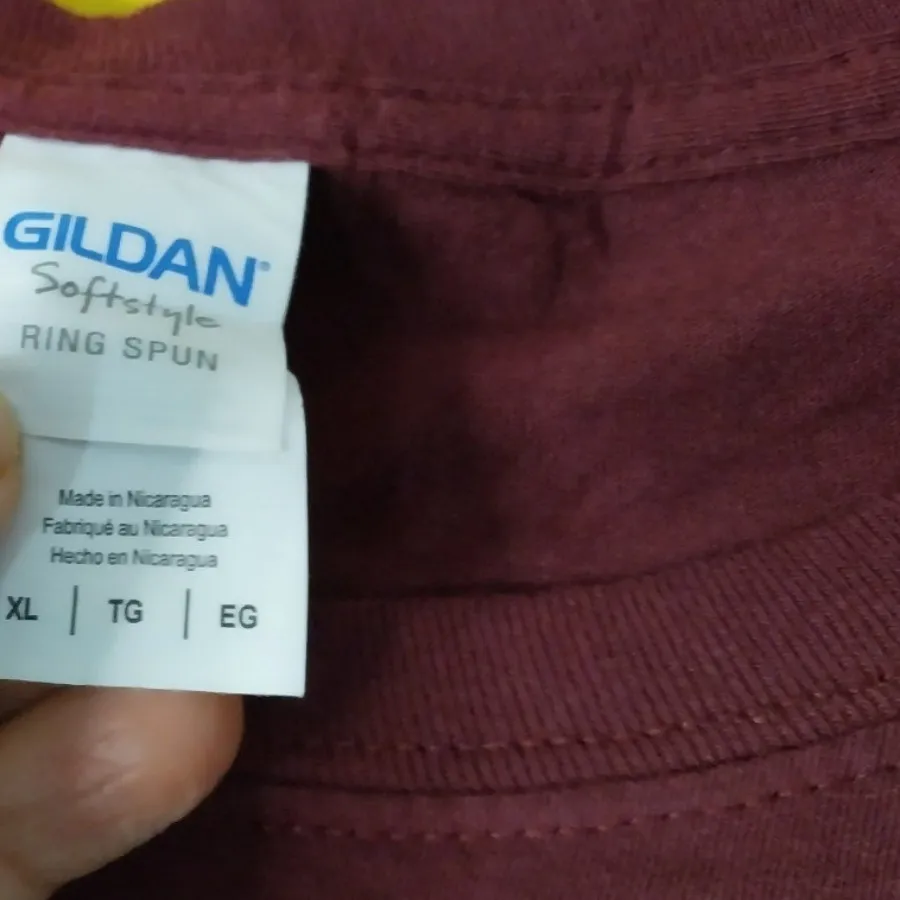 GILDAN®
Softstyle
RING SPUN
Made in Nicaragua
Fabriqué au Nicaragua
Hecho en Nicaragua
XL | TG | EG